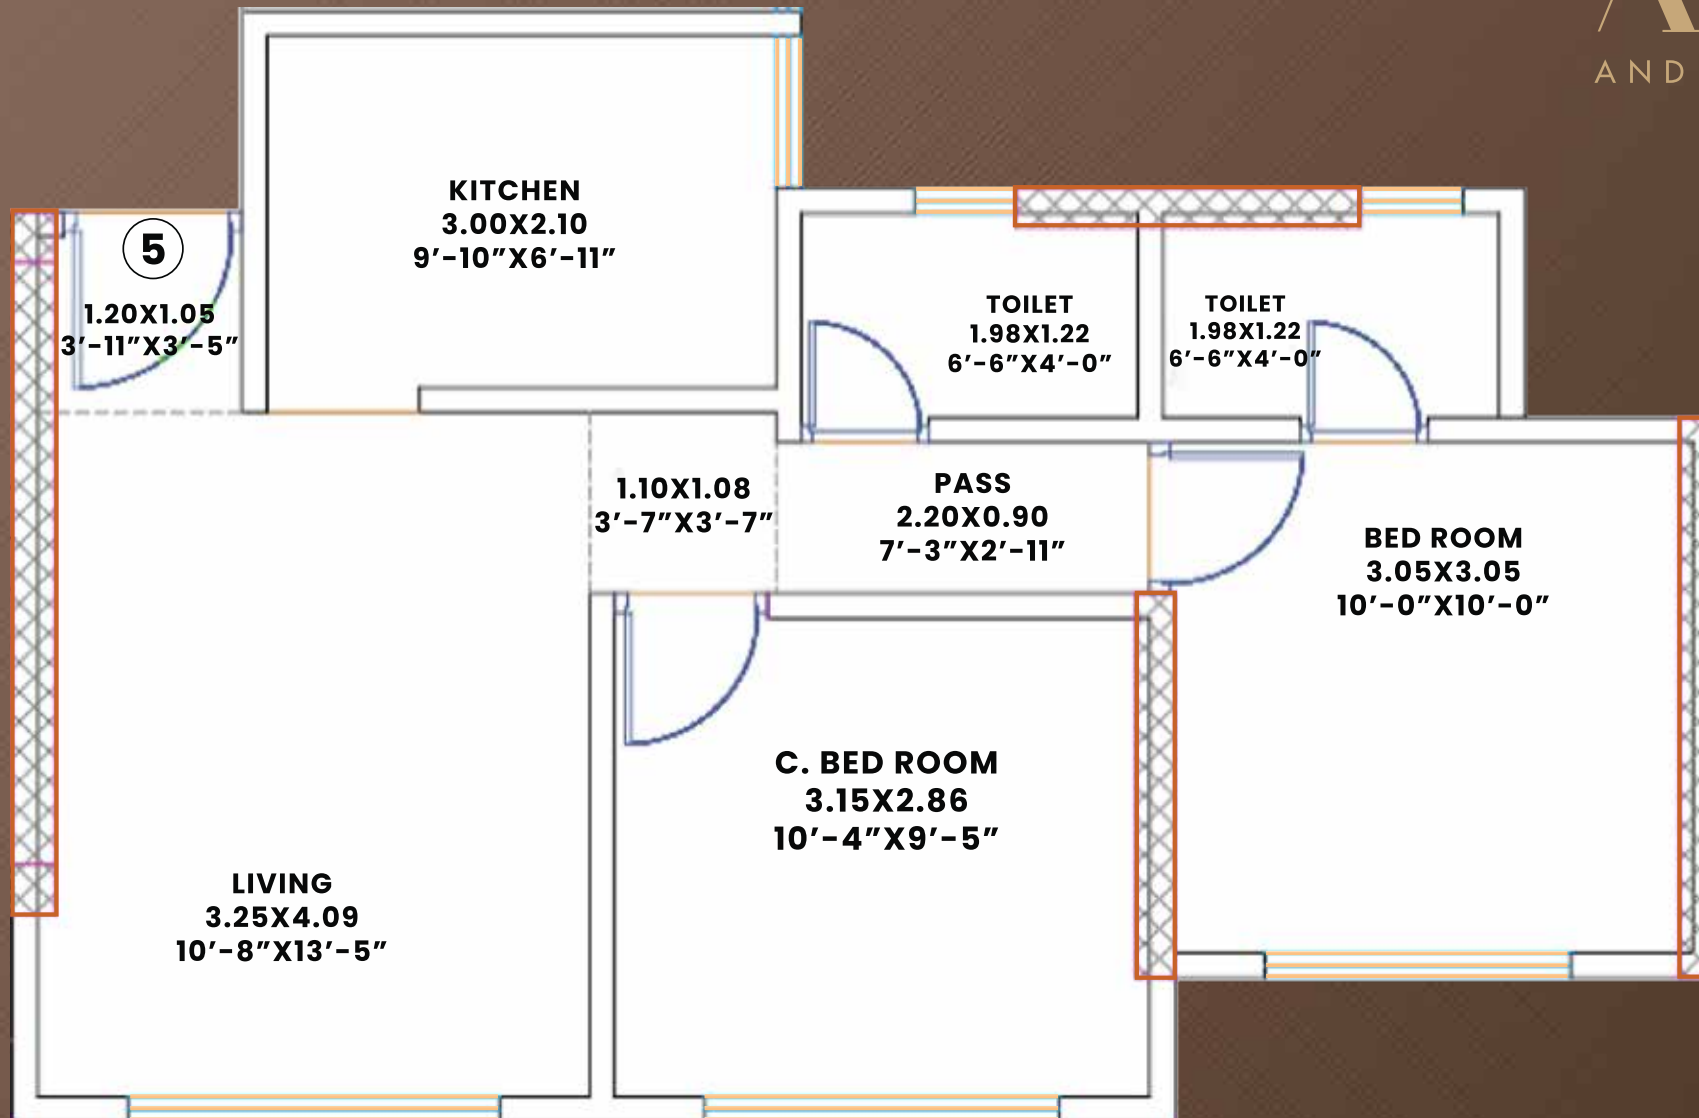 AND
KITCHEN
3.00X2.10
9’-10”X6’-11”
5
1.20X1.05
3’-11”X3’-5”
TOILET
1.98X1.22
6’-6”X4’-0”
TOILET
1.98X1.22
6’-6”X4’-0”
1.10X1.08
3’-7”X3’-7”
PASS
2.20X0.90
7’-3”X2’-11”
BED ROOM
3.05X3.05
10’-0”X10’-0”
C. BED ROOM
3.15X2.86
10’-4”X9’-5”
LIVING
3.25X4.09
10’-8”X13’-5”